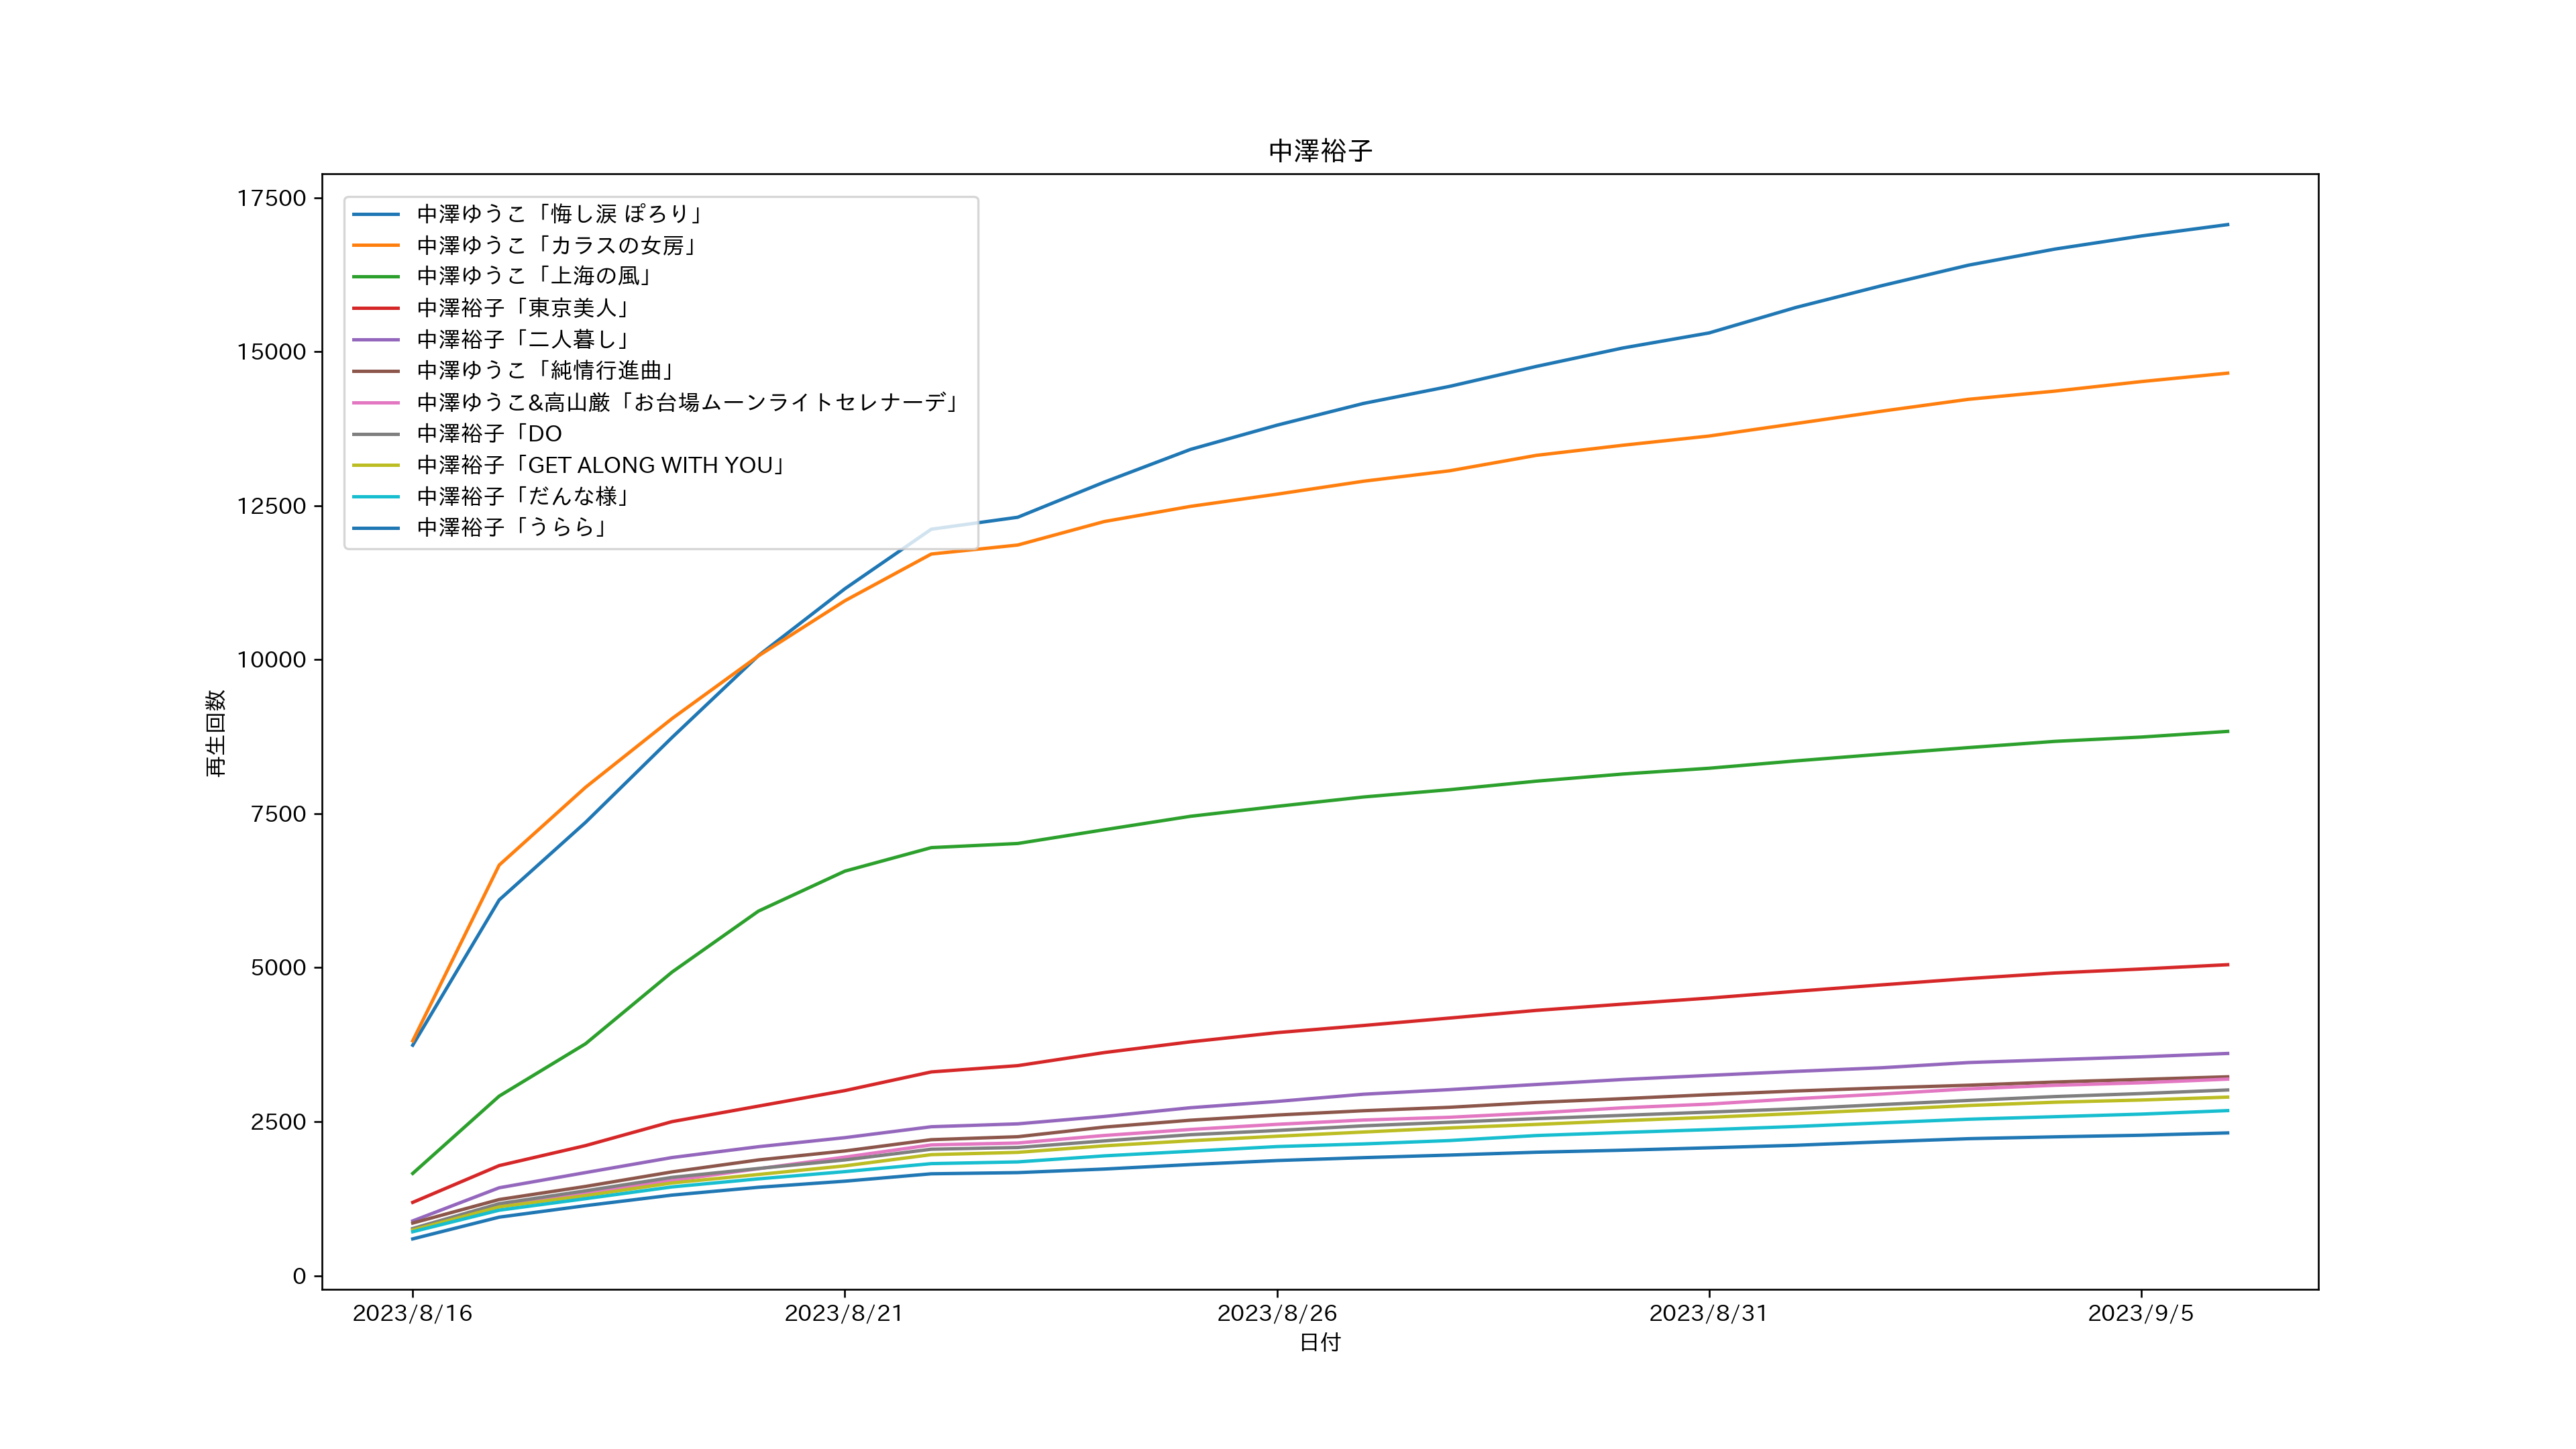 中澤裕子
17500
15000
12500
10000
7500
5000
2500
0
再生回数
中澤ゆうこ「悔し涙 ぽろり」
中澤ゆうこ「カラスの女房」
中澤ゆうこ「上海の風」
中澤裕子「東京美人」
中澤裕子「二人暮し」
中澤ゆうこ「純情行進曲」
中澤ゆうこ&高山厳「お台場ムーンライトセレナーデ」
中澤裕子「DO
中澤裕子「GET ALONG WITH YOU」
中澤裕子「だんな様」
中澤裕子「うらら」
2023/8/16 2023/8/21 2023/8/26 2023/8/31 2023/9/5
日付